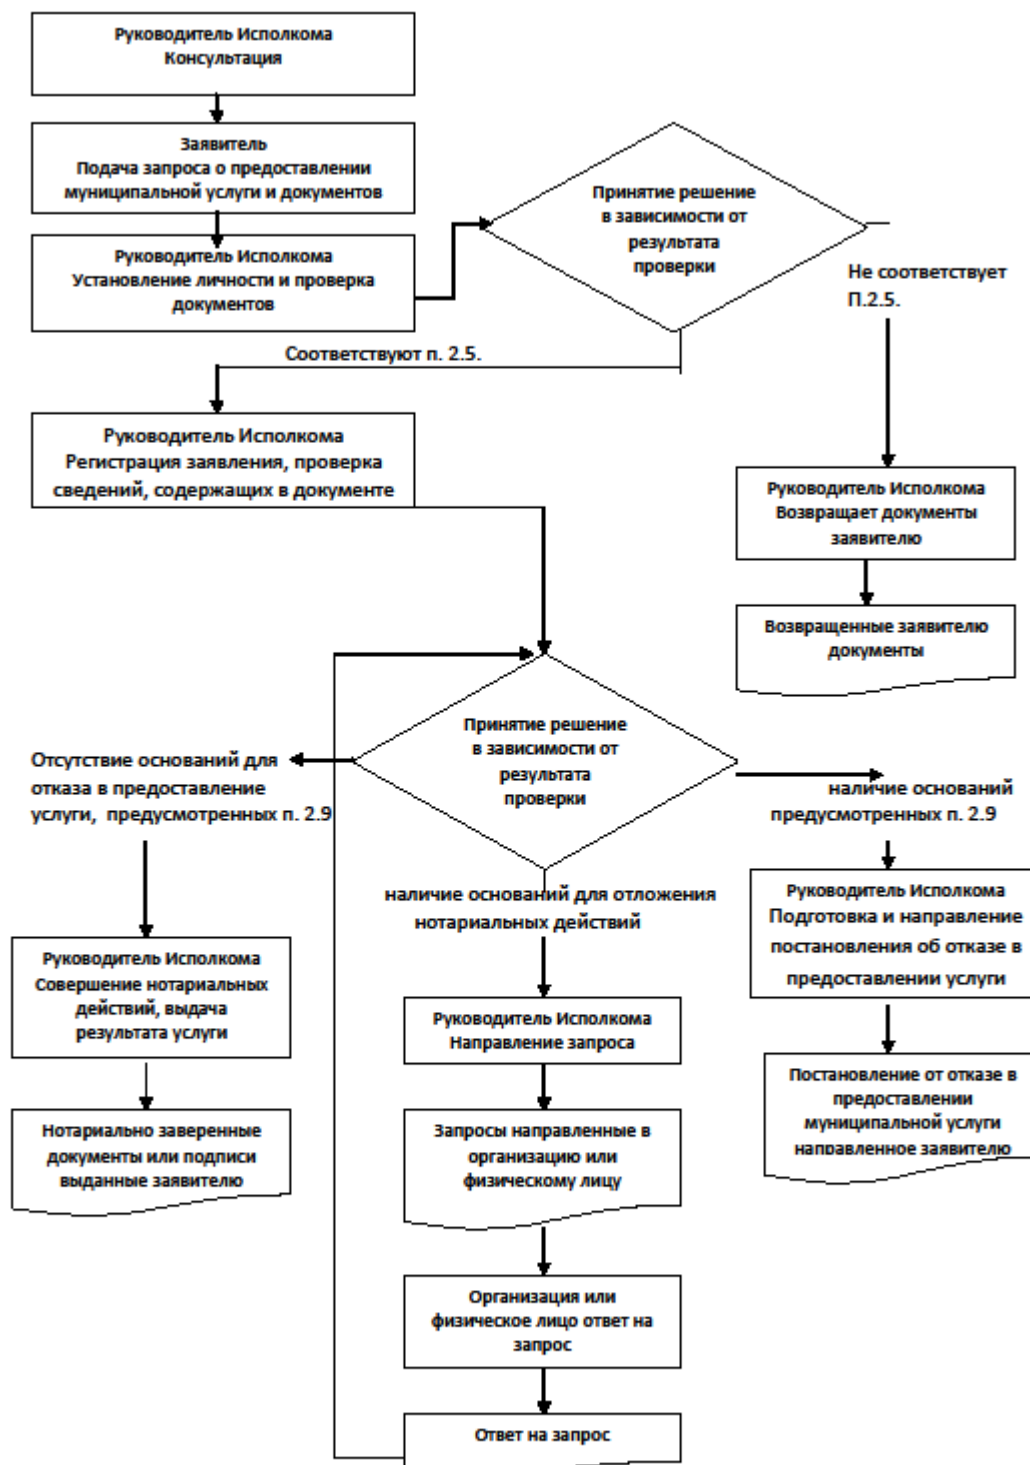 Руководитель Исполкома
Консультация
Заявитель
Подача запроса о предоставлении
муниципальной услуги и документов
Руководитель Исполкома
Установление личности и проверка
документов
Принятие решение
в зависимости от
результата
проверки
Не соответствует
П.2.5.
Соответствуют п. 2.5.
Руководитель Исполкома
Регистрация заявления, проверка
сведений, содержащих в документе
Руководитель Исполкома
Возвращает документы
заявителю
Возвращенные заявителю
документы
Принятие решение
в зависимости от
результата
проверки
Отсутствие оснований для
отказа в предоставление
услуги, предусмотренных п. 2.9
наличие оснований
предусмотренных п. 2.9
наличие оснований для отложения
нотариальных действий
Руководитель Исполкома
Подготовка и направление
постановления об отказе в
предоставлении услуги
Руководитель Исполкома
Совершение нотариальных
действий, выдача
результата услуги
Руководитель Исполкома
Направление запроса
Постановление от отказе в
предоставлении
муниципальной услуги
направленное заявителю
Нотариально заверенные
документы или подписи
выданные заявителю
Запросы направленные в
организацию или
физическому лицу
Организация или
физическое лицо ответ на
запрос
Ответ на запрос